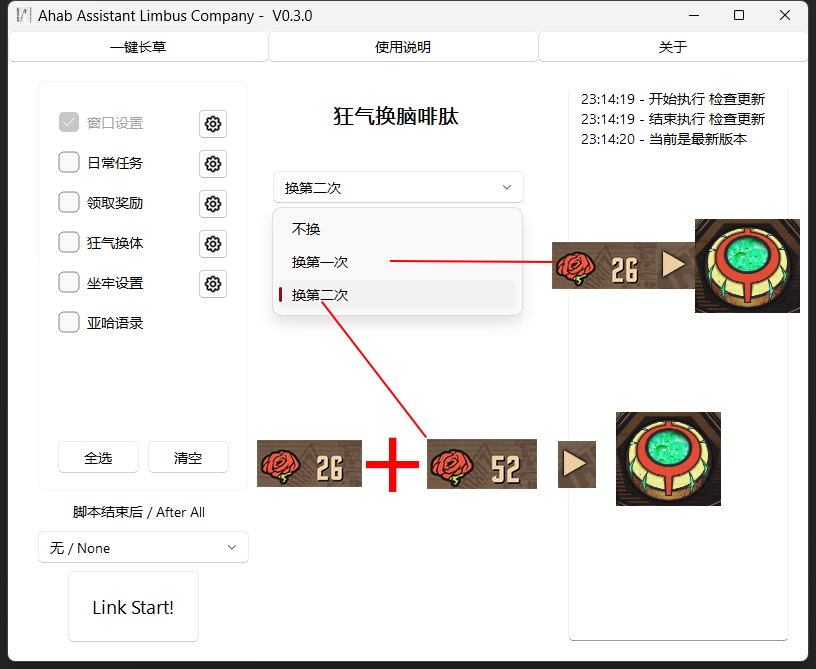 Ahab Assistant Limbus Company -  V0.3.0
一键长草
使用说明
关于
窗口设置
日常任务
领取奖励
狂气换体
坐牢设置
亚哈语录
全选
清空
脚本结束后 / After All
无 / None
Link Start!
狂气换脑啡肽
换第二次
不换
换第一次
换第二次
26
26
52
23:14:19 - 开始执行 检查更新
23:14:19 - 结束执行 检查更新
23:14:20 - 当前是最新版本